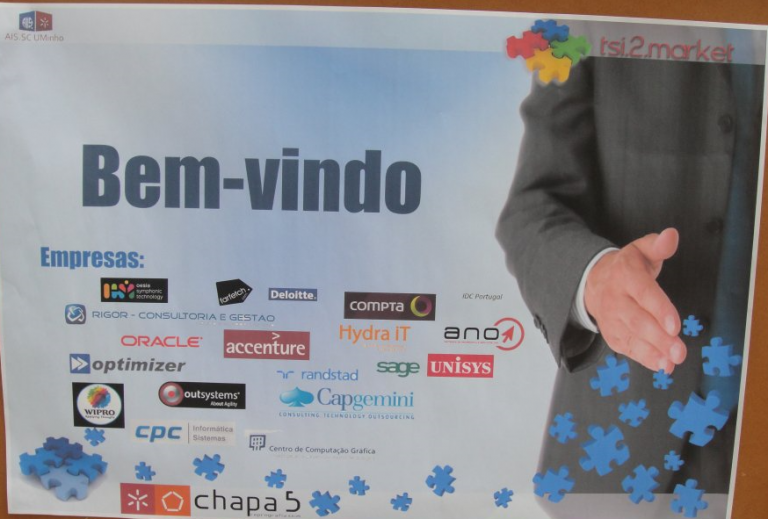 AIS.SC UMinho
tsi.2.market
Bem-vindo
Empresas:
symphonic
technology
farfetch
Deloitte.
COMPTA
IDC Portugal
RIGOR - CONSULTORIA E GESTÃO
ORACLE
accenture
Hydra iT
ano
optimizer
randstad
sage
UNISYS
WIPRO
outsystems
About Agility
Capgemini
CONSULTING TECHNOLOGY OUTSOURCING
cpc
Informática
Sistemas
Centro de Computação Gráfica
chapa 5